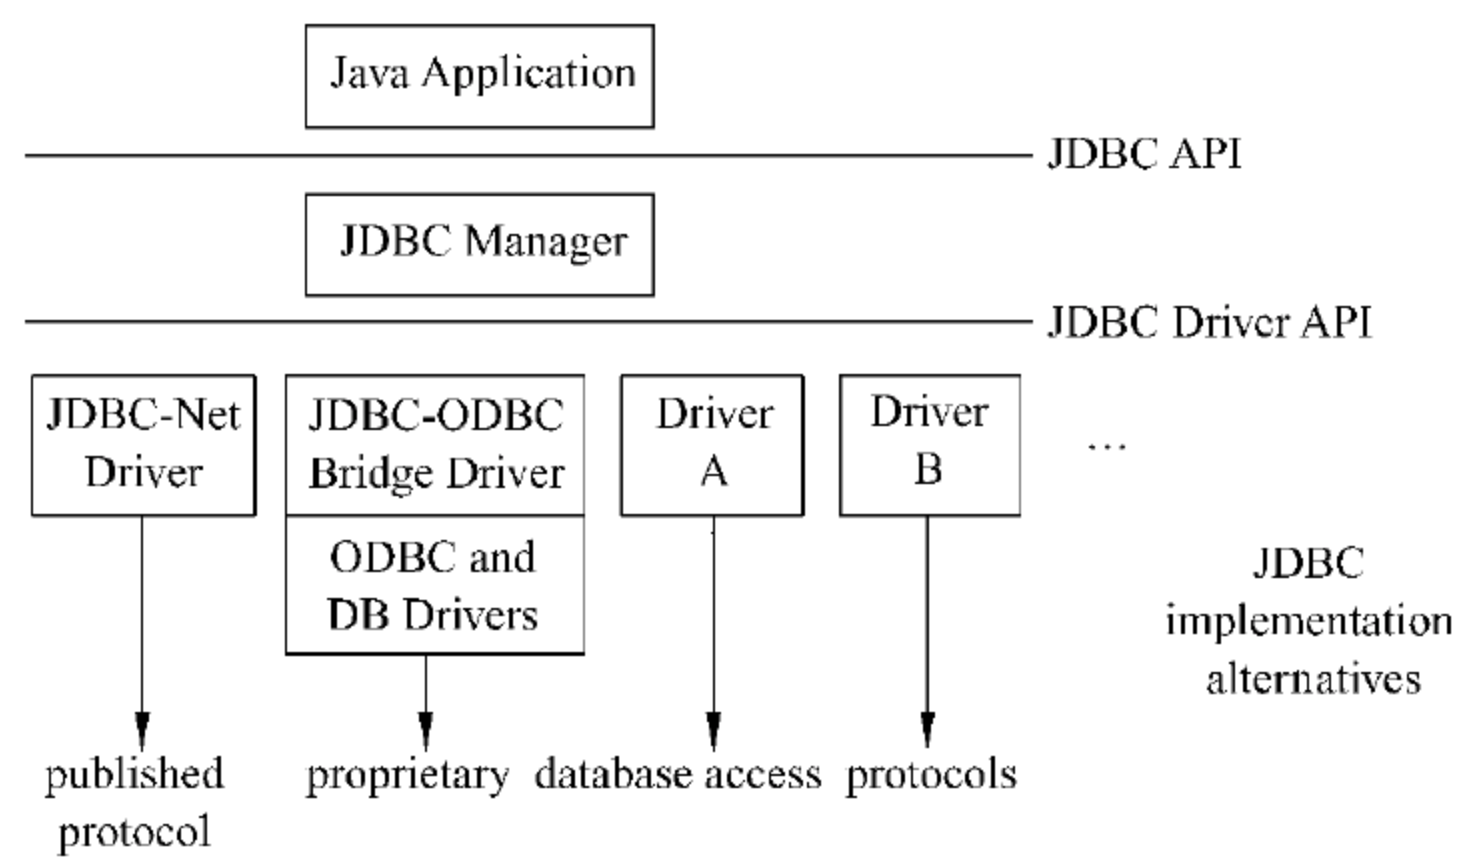 Java Application
JDBC API
JDBC Manager
JDBC Driver API
JDBC-Net
Driver
JDBC-ODBC
Bridge Driver
ODBC and
DB Drivers
Driver
A
Driver
B
...
JDBC
implementation
alternatives
published
protocol
proprietary
database access
protocols